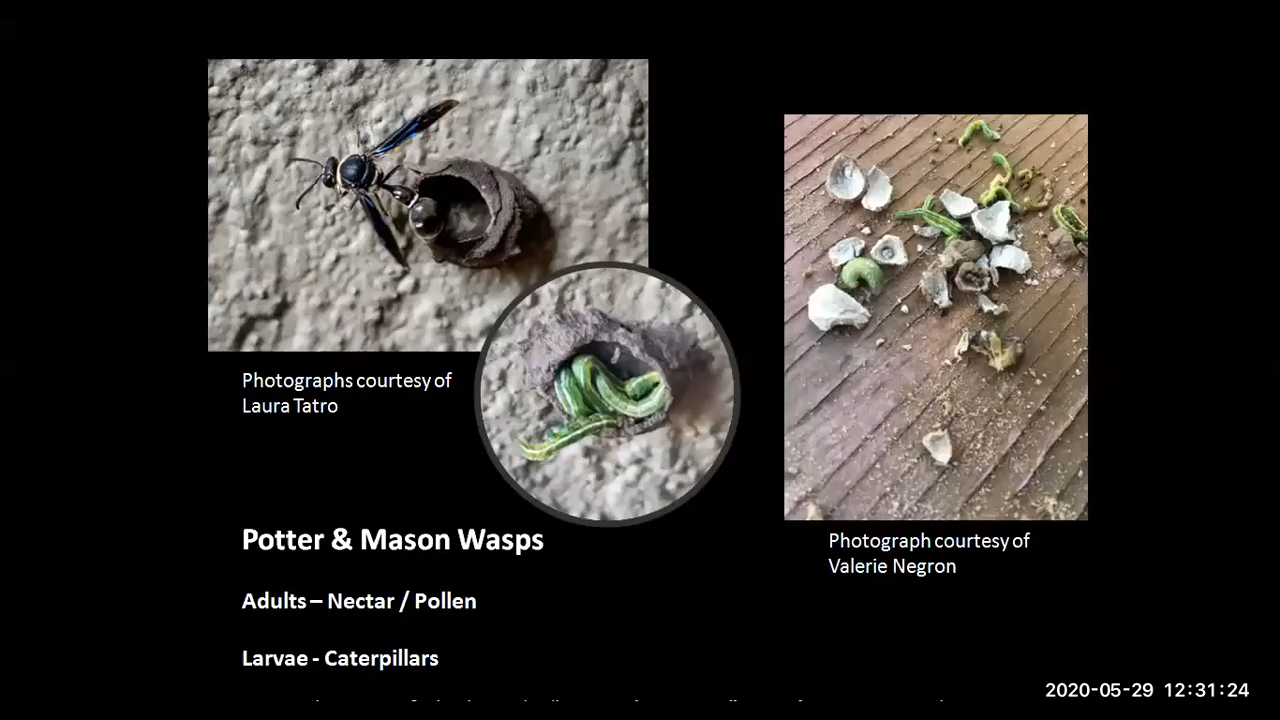 Photographs courtesy of
Laura Tatro
Potter & Mason Wasps
Adults – Nectar / Pollen
Larvae - Caterpillars
Photograph courtesy of
Valerie Negron
2020-05-29 12:31:24